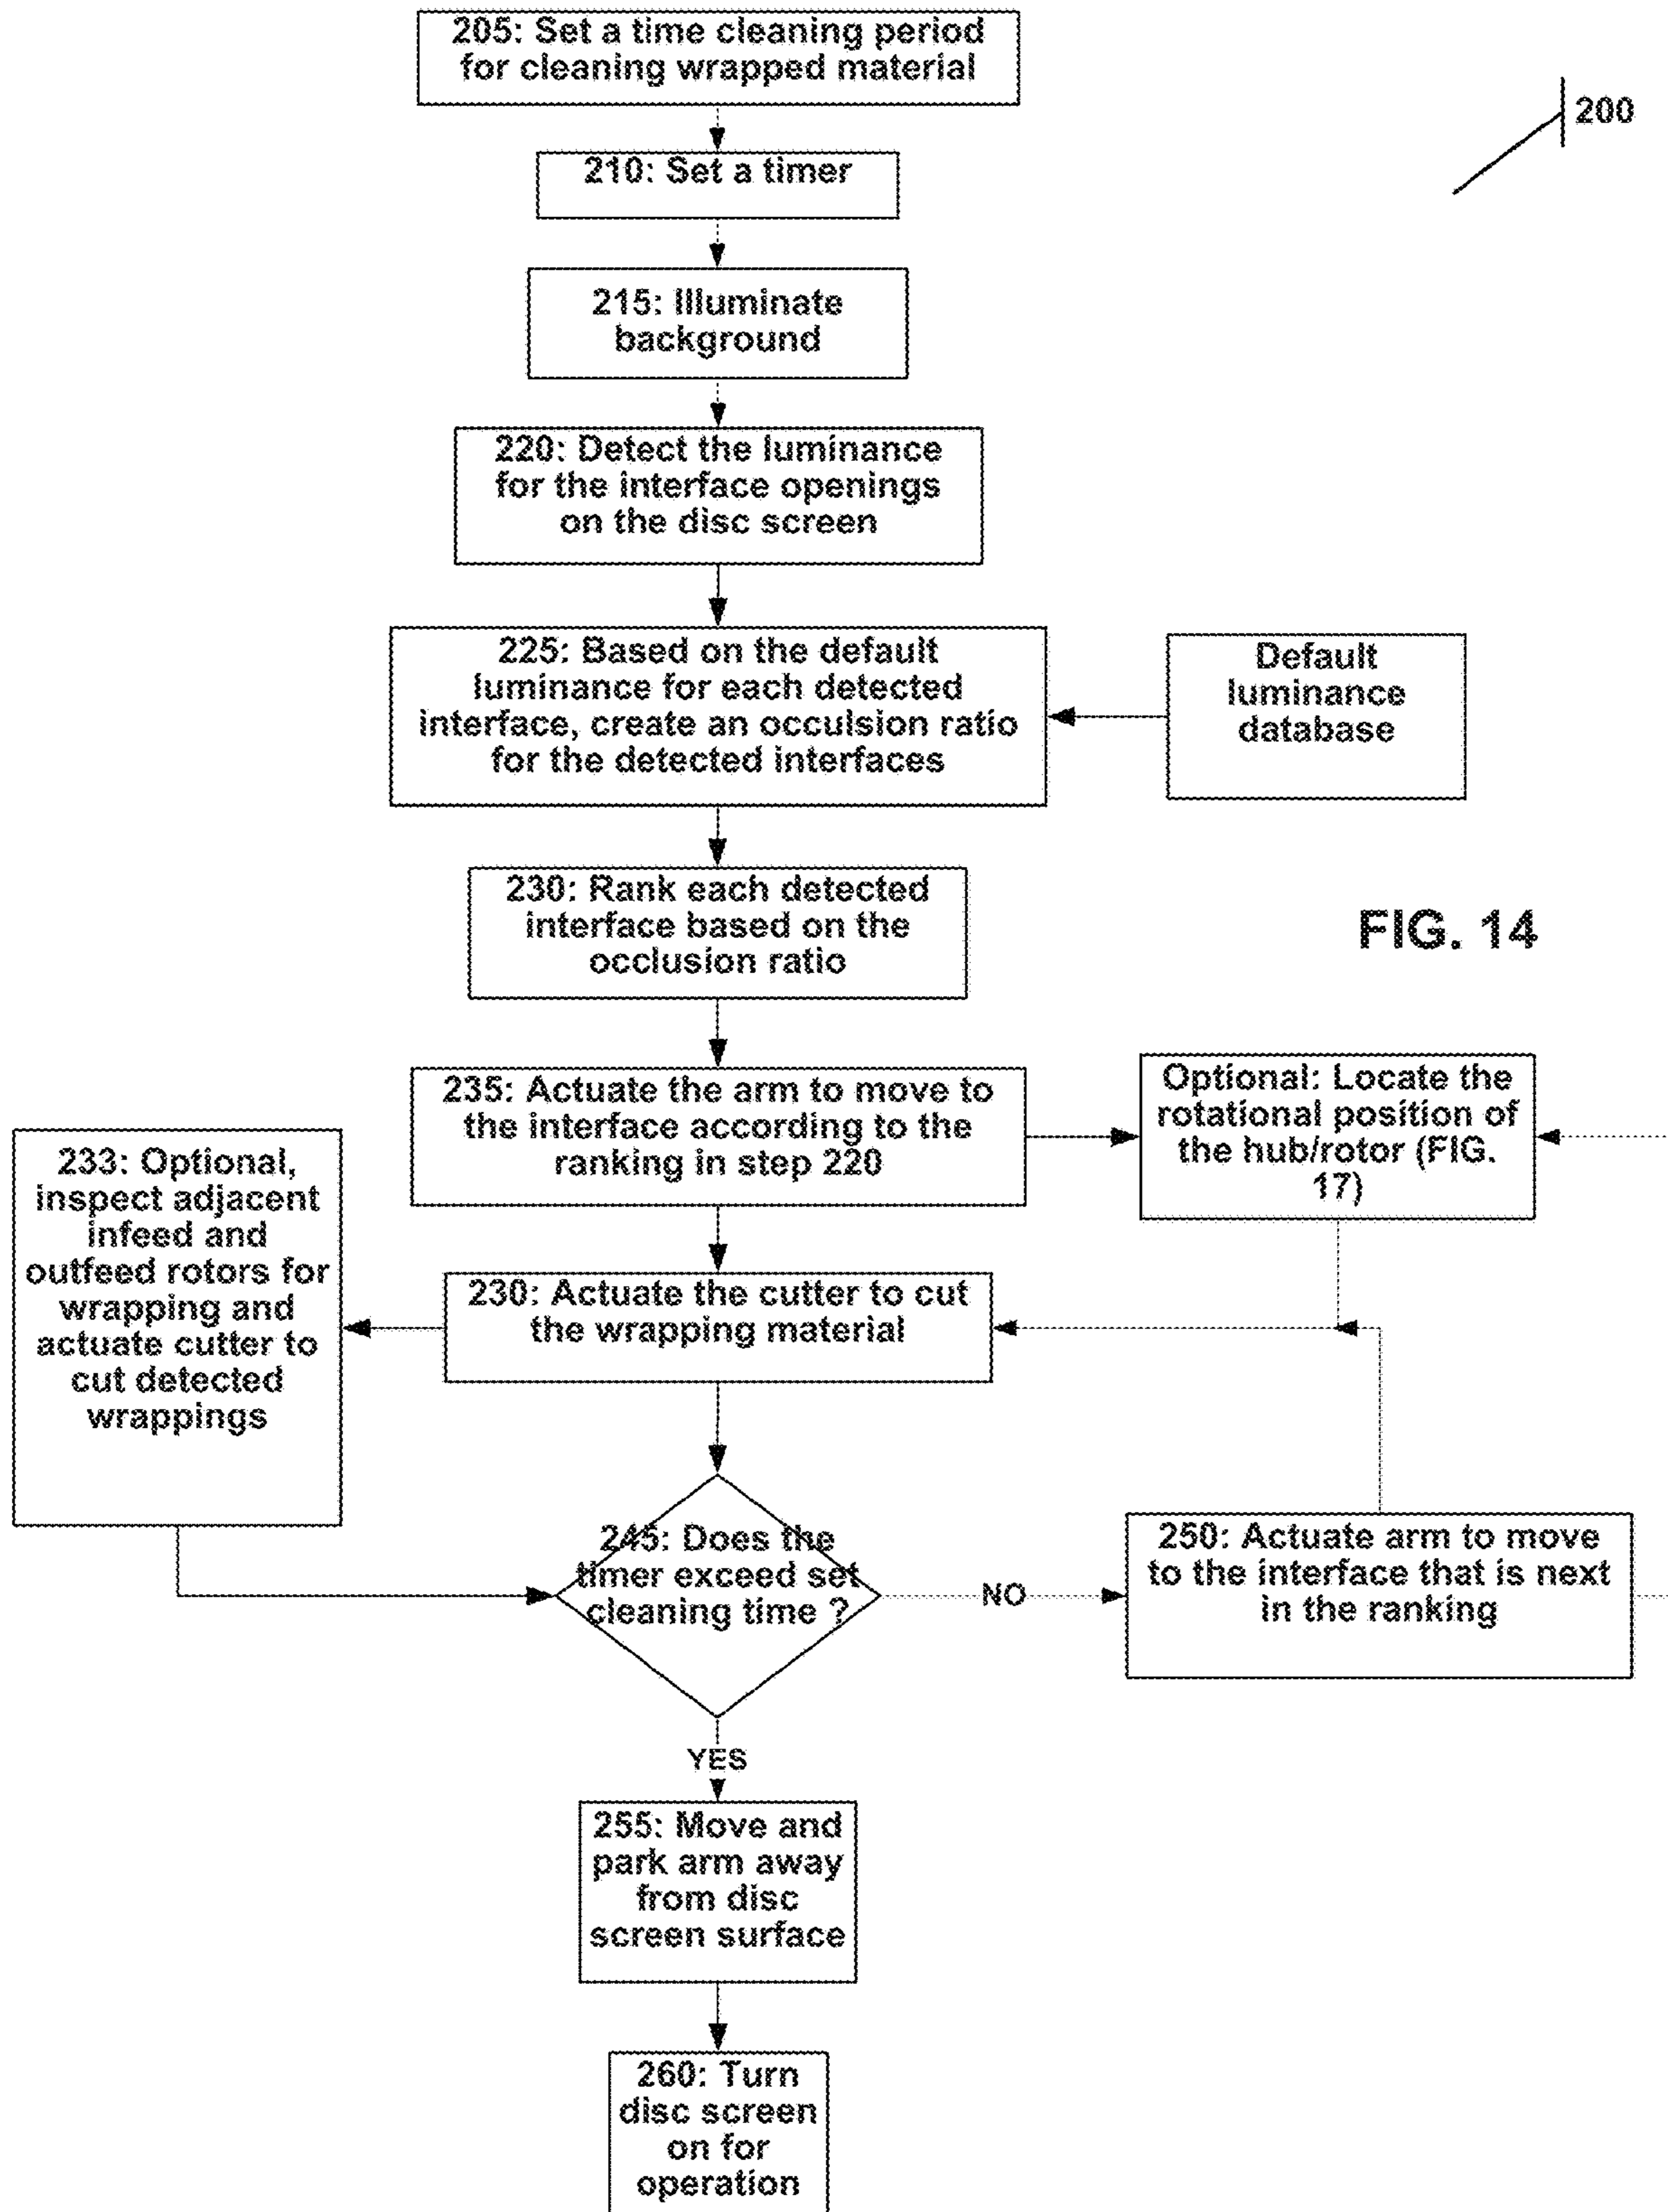 205: Set a time cleaning period
for cleaning wrapped material
200
210: Set a timer
215: Illuminate
background
220: Detect the luminance
for the interface openings
on the disc screen
225: Based on the default
luminance for each detected
interface, create an occulsion ratio
for the detected interfaces
Default
luminance
database
230: Rank each detected
interface based on the
occlusion ratio
FIG. 14
235: Actuate the arm to move to
the interface according to the
ranking in step 220
Optional: Locate the
rotational position of
the hub/rotor (FIG.
17)
233: Optional,
inspect adjacent
infeed and
outfeed rotors for
wrapping and
actuate cutter to
cut detected
wrappings
230: Actuate the cutter to cut
the wrapping material
245: Does the
timer exceed set
cleaning time ?
NO
250: Actuate arm to move
to the interface that is next
in the ranking
YES
255: Move and
park arm away
from disc
screen surface
260: Turn
disc screen
on for
operation